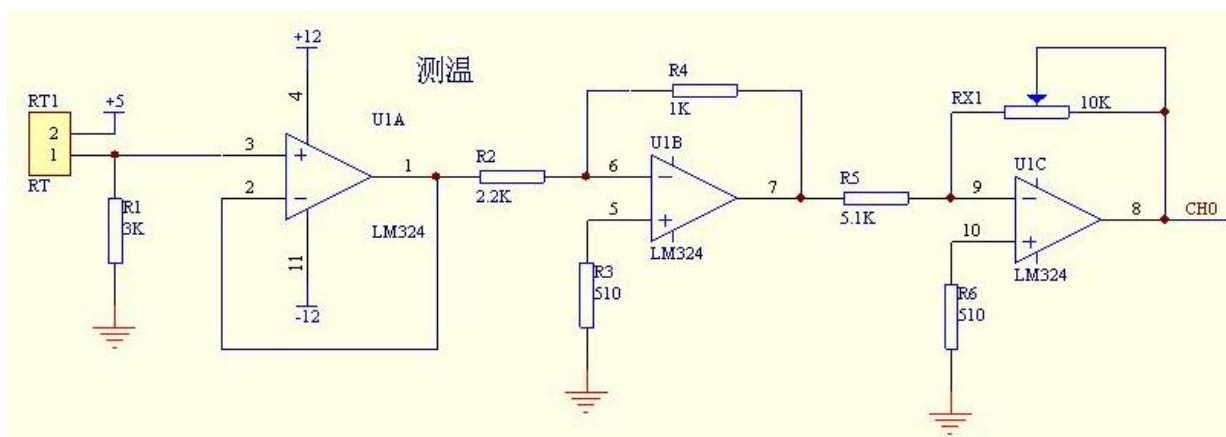 +12
测温
4
RT1
+5
2
1
RT
R1
3K
3
2
U1A
1
LM324
11
-12
R2
2.2K
R4
1K
6
5
U1B
7
LM324
R3
510
R5
5.1K
RX1
10K
9
10
U1C
8
CH0
LM324
R6
510